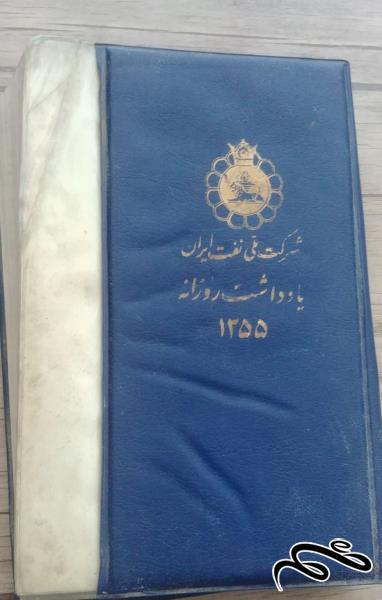 شرکت ملی نفت ایران
یادداشت روزانه
۱۳۵۵